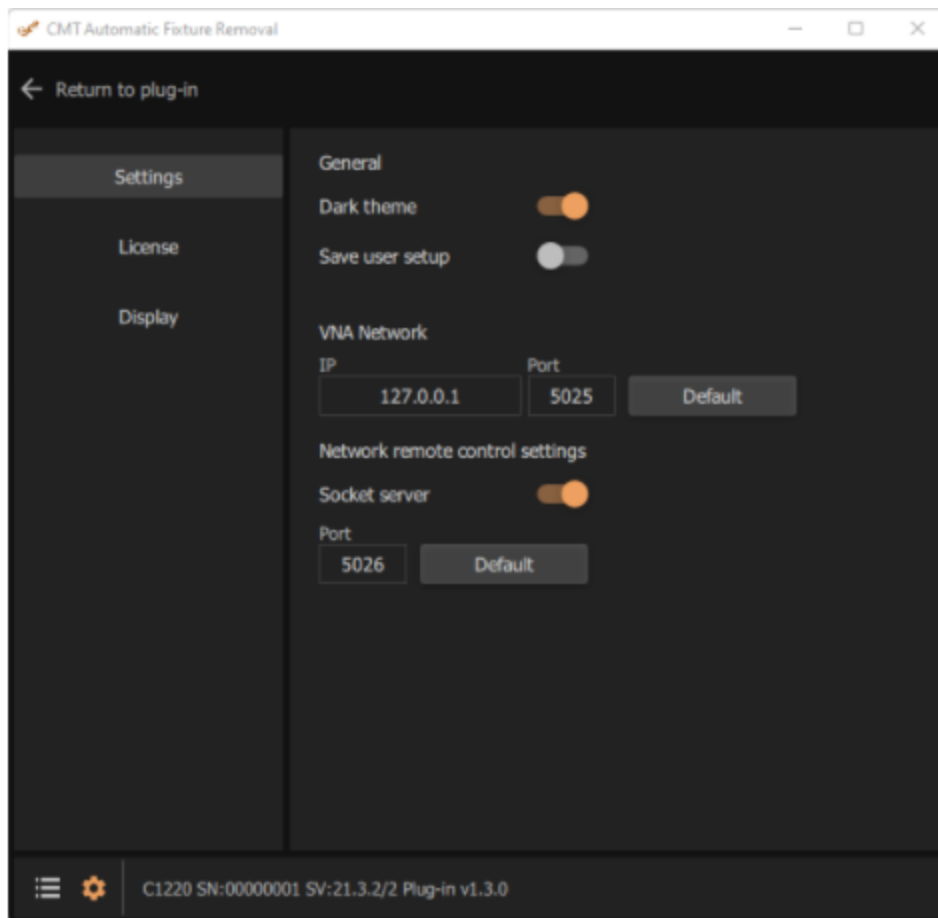 CMT Automatic Fixture Removal
Return to plug-in
Settings
License
Display
General
Dark theme
Save user setup
VNA Network
IP
Port
127.0.0.1
5025
Default
Network remote control settings
Socket server
Port
5026
Default
C1220 SN:00000001 SV:21.3.2/2 Plug-in v1.3.0